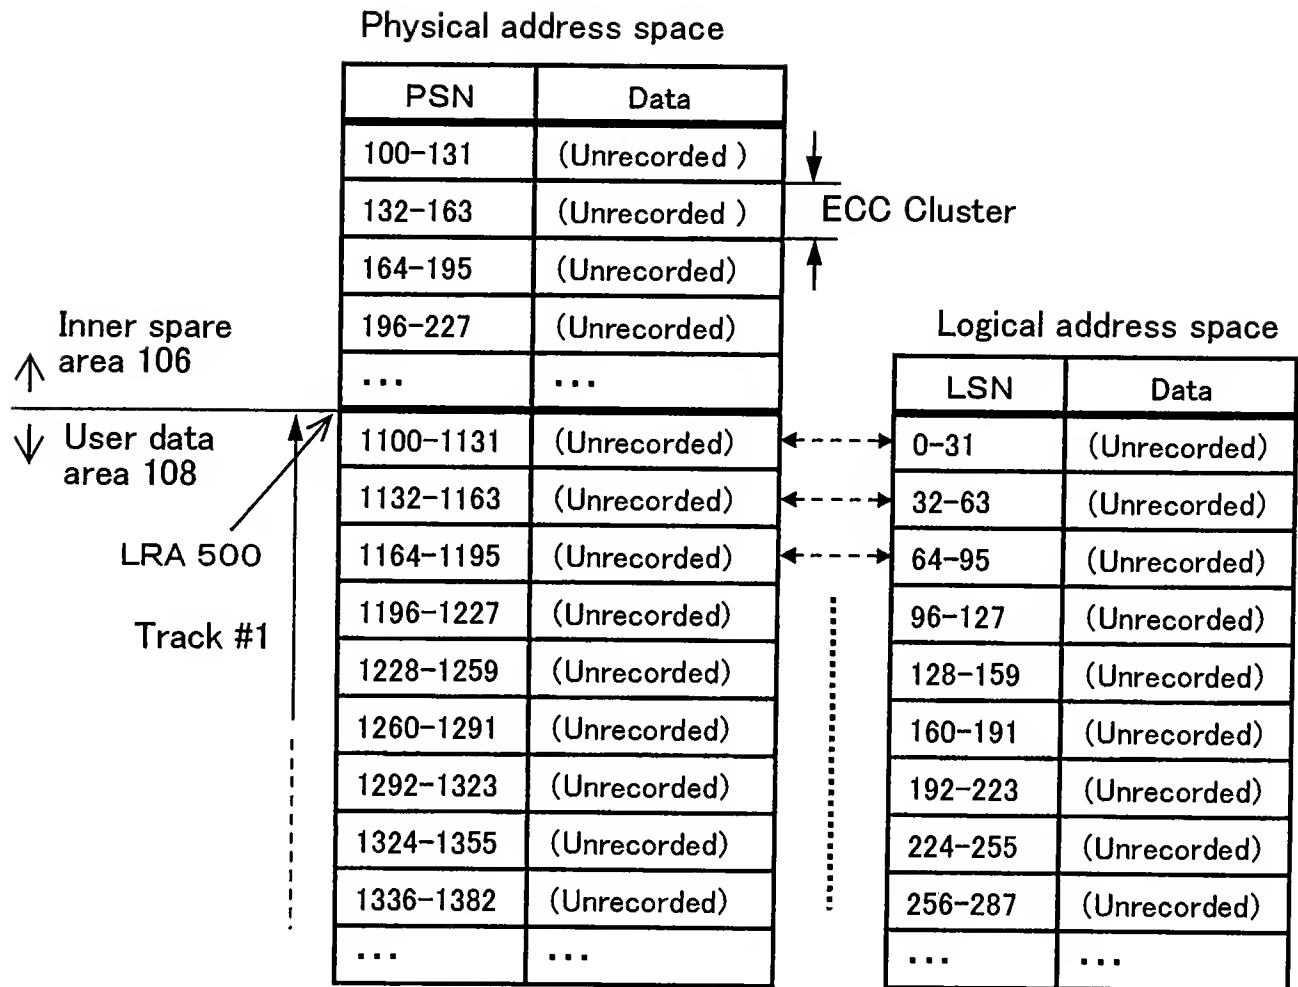 Physical address space
PSN Data
100-131 (Unrecorded )
132-163 (Unrecorded )
ECC Cluster
164-195 (Unrecorded)
196-227 (Unrecorded)
... ...
Inner spare
area 106
User data
area 108
LRA 500
Track #1
1100-1131 (Unrecorded)
1132-1163 (Unrecorded)
1164-1195 (Unrecorded)
1196-1227 (Unrecorded)
1228-1259 (Unrecorded)
1260-1291 (Unrecorded)
1292-1323 (Unrecorded)
1324-1355 (Unrecorded)
1336-1382 (Unrecorded)
... ...
Logical address space
LSN Data
0-31 (Unrecorded)
32-63 (Unrecorded)
64-95 (Unrecorded)
96-127 (Unrecorded)
128-159 (Unrecorded)
160-191 (Unrecorded)
192-223 (Unrecorded)
224-255 (Unrecorded)
256-287 (Unrecorded)
... ...